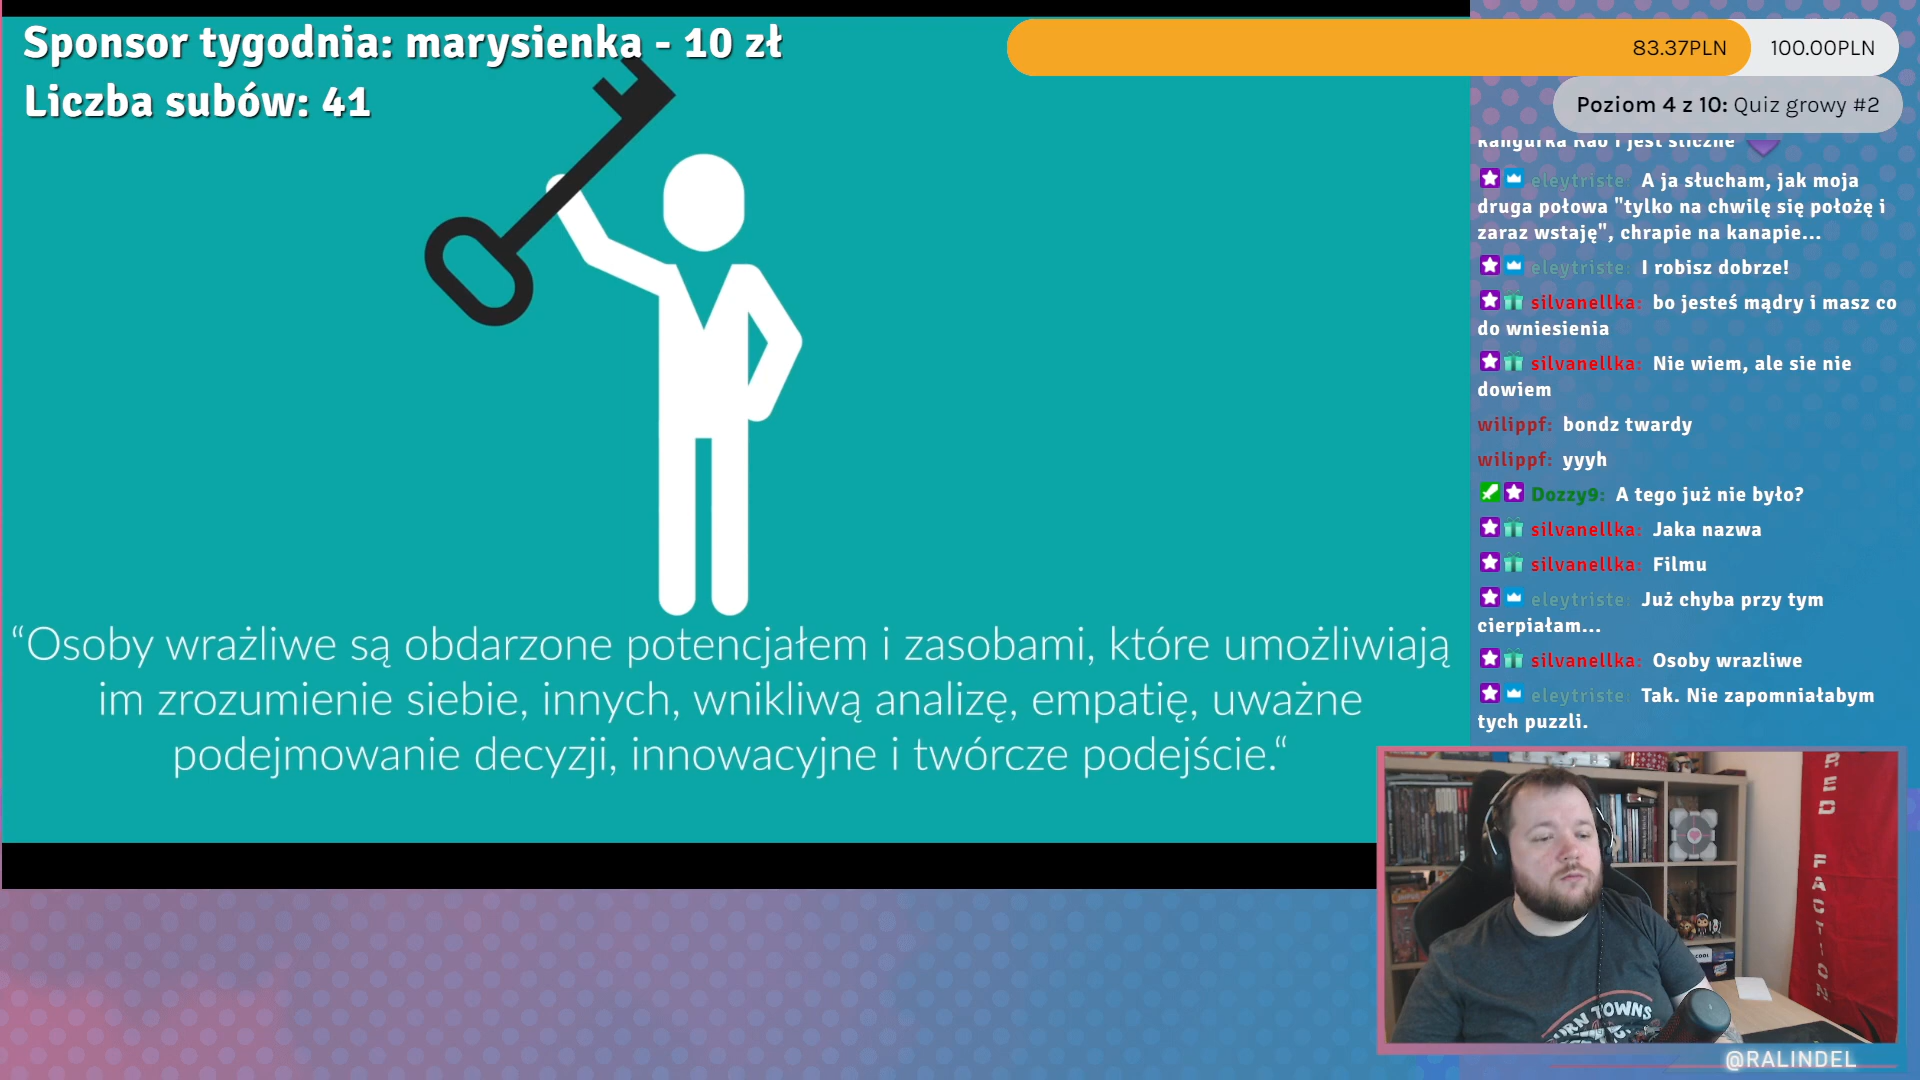 Sponsor tygodnia: marysienka - 10 zł
Liczba subów: 41
83.37PLN
100.00PLN
Poziom 4 z 10: Quiz growy #2
kangurka Rao i jest śliczne
eleytriste: A ja słucham, jak moja
druga połowa "tylko na chwilę się położę i
zaraz wstaję", chrapie na kanapie...
eleytriste: I robisz dobrze!
silvanellka: bo jesteś mądry i masz co
do wniesienia
silvanellka: Nie wiem, ale sie nie
dowiem
wilippf: bondz twardy
wilippf: yyyh
Dozzy9: A tego już nie było?
silvanellka: Jaka nazwa
silvanellka: Filmu
eleytriste: Już chyba przy tym
cierpiałam...
silvanellka: Osoby wrazliwe
eleytriste: Tak. Nie zapomniałabym
tych puzzli.
“Osoby wrażliwe są obdarzone potencjałem i zasobami, które umożliwiają
im zrozumienie siebie, innych, wnikliwą analizę, empatię, uważne
podejmowanie decyzji, innowacyjne i twórcze podejście.“
RED FACTION
TOWNS
@RALINDEL